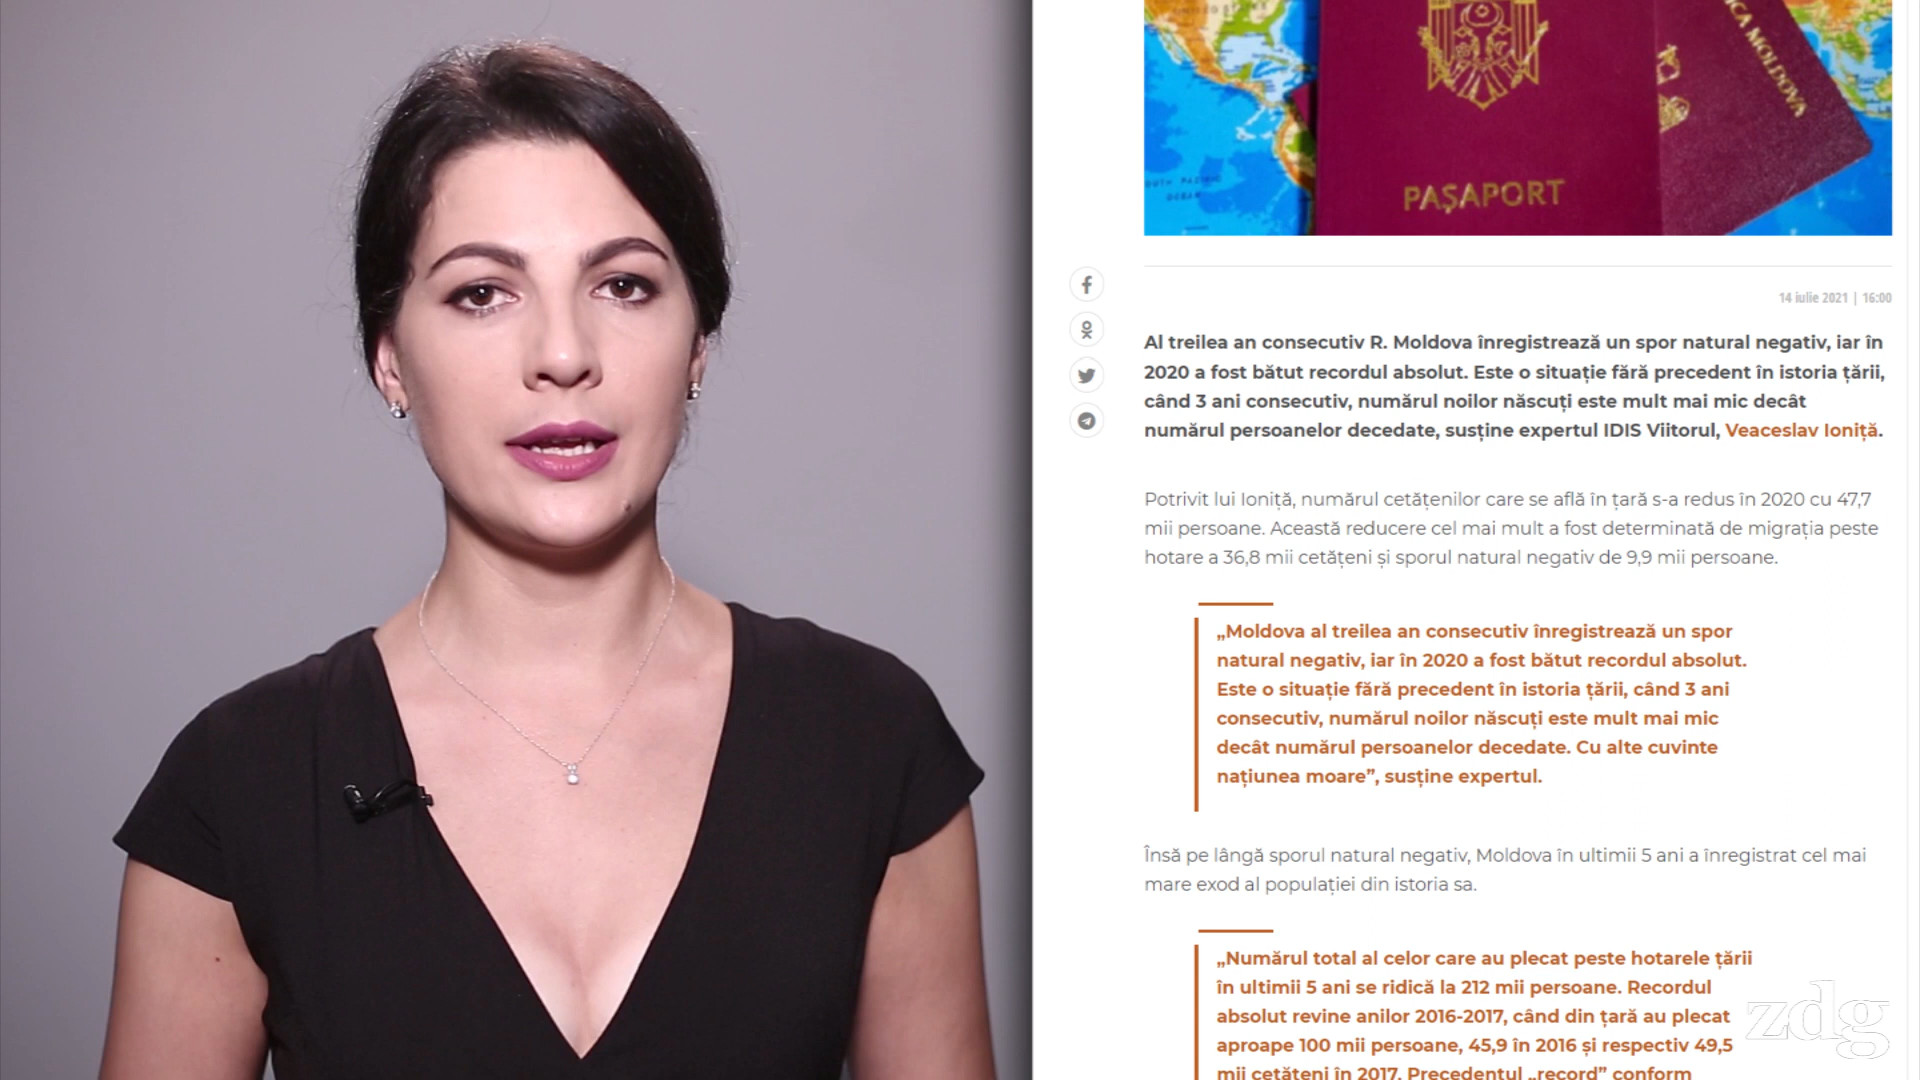 PAȘAPORT
ICA MOLDOVA
14 iulie 2021 | 16:00
Al treilea an consecutiv R. Moldova înregistrează un spor natural negativ, iar în
2020 a fost bătut recordul absolut. Este o situație fără precedent în istoria țării,
când 3 ani consecutiv, numărul noilor născuți este mult mai mic decât
numărul persoanelor decedate, susține expertul IDIS Viitorul, Veaceslav Ioniță.
Potrivit lui Ioniță, numărul cetățenilor care se află în țară s-a redus în 2020 cu 47,7
mii persoane. Această reducere cel mai mult a fost determinată de migrația peste
hotare a 36,8 mii cetățeni și sporul natural negativ de 9,9 mii persoane.
„Moldova al treilea an consecutiv înregistrează un spor
natural negativ, iar în 2020 a fost bătut recordul absolut.
Este o situație fără precedent în istoria țării, când 3 ani
consecutiv, numărul noilor născuți este mult mai mic
decât numărul persoanelor decedate. Cu alte cuvinte
națiunea moare”, susține expertul.
Însă pe lângă sporul natural negativ, Moldova în ultimii 5 ani a înregistrat cel mai
mare exod al populației din istoria sa.
„Numărul total al celor care au plecat peste hotarele țării
în ultimii 5 ani se ridică la 212 mii persoane. Recordul
absolut revine anilor 2016-2017, când din țară au plecat
aproape 100 mii persoane, 45,9 în 2016 și respectiv 49,5
mii cetățeni în 2017. Precedentul „record” conform
zdg